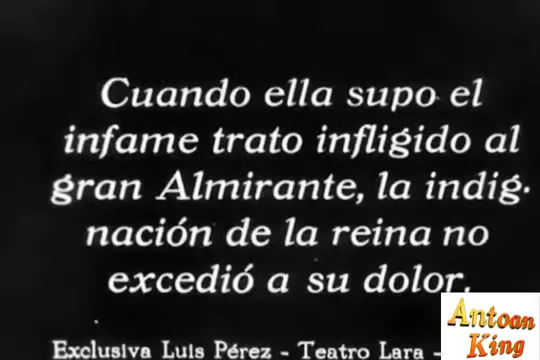 Cuando ella supo el
infame trato infligido al
gran Almirante, la indig-
nación de la reina no
excedió a su dolor.
Exclusiva Luis Pérez - Teatro Lara -
Antoan
King